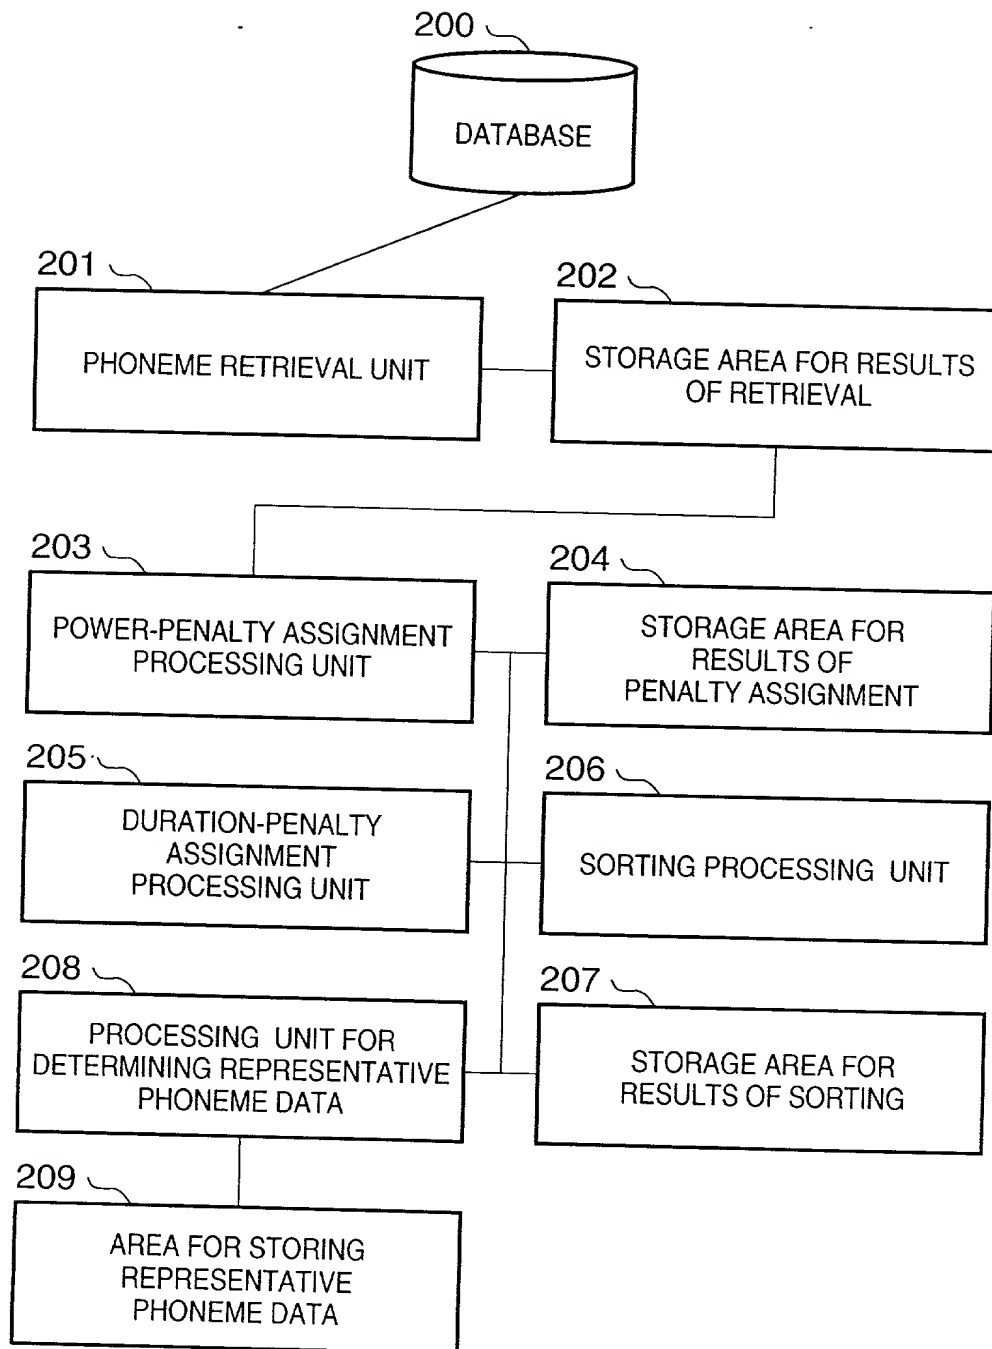 200
DATABASE
201
PHONEME RETRIEVAL UNIT
202
STORAGE AREA FOR RESULTS
OF RETRIEVAL
203
POWER-PENALTY ASSIGNMENT
PROCESSING UNIT
204
STORAGE AREA FOR
RESULTS OF
PENALTY ASSIGNMENT
205
DURATION-PENALTY
ASSIGNMENT
PROCESSING UNIT
206
SORTING PROCESSING UNIT
208
PROCESSING UNIT FOR
DETERMINING REPRESENTATIVE
PHONEME DATA
207
STORAGE AREA FOR
RESULTS OF SORTING
209
AREA FOR STORING
REPRESENTATIVE
PHONEME DATA